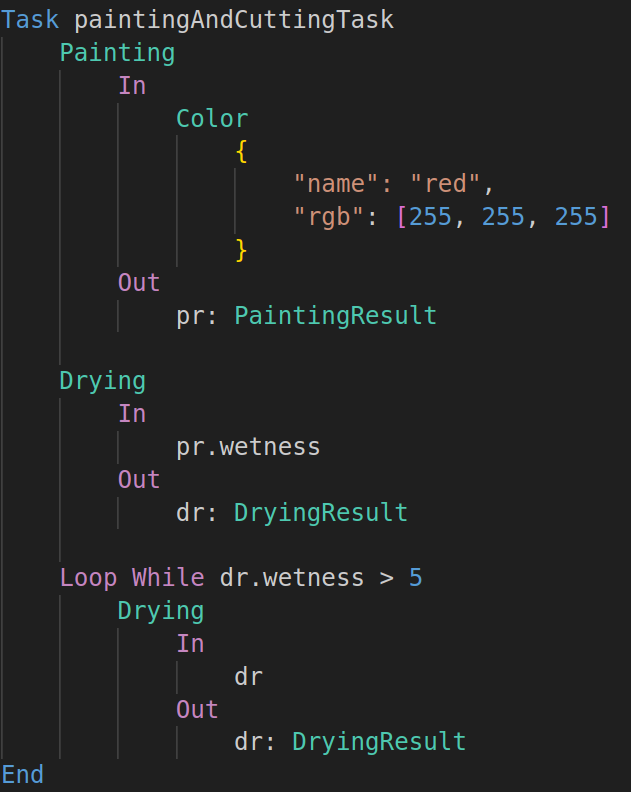 Task paintingAndCuttingTask
    Painting
        In
            Color
                {
                    "name": "red",
                    "rgb": [255, 255, 255]
                }
        Out
            pr: PaintingResult

    Drying
        In
            pr.wetness
        Out
            dr: DryingResult

    Loop While dr.wetness > 5
        Drying
            In
                dr
            Out
                dr: DryingResult
End